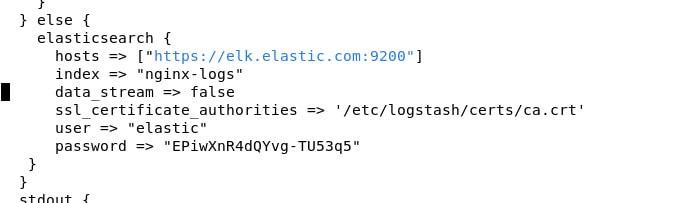 }
} else {
elasticsearch {
hosts => ["https://elk.elastic.com:9200"]
index => "nginx-logs"
data_stream => false
ssl_certificate_authorities => '/etc/logstash/certs/ca.crt'
user => "elastic"
password => "EPiwXnR4dQYvg-TU53q5"
}
}
stdout {